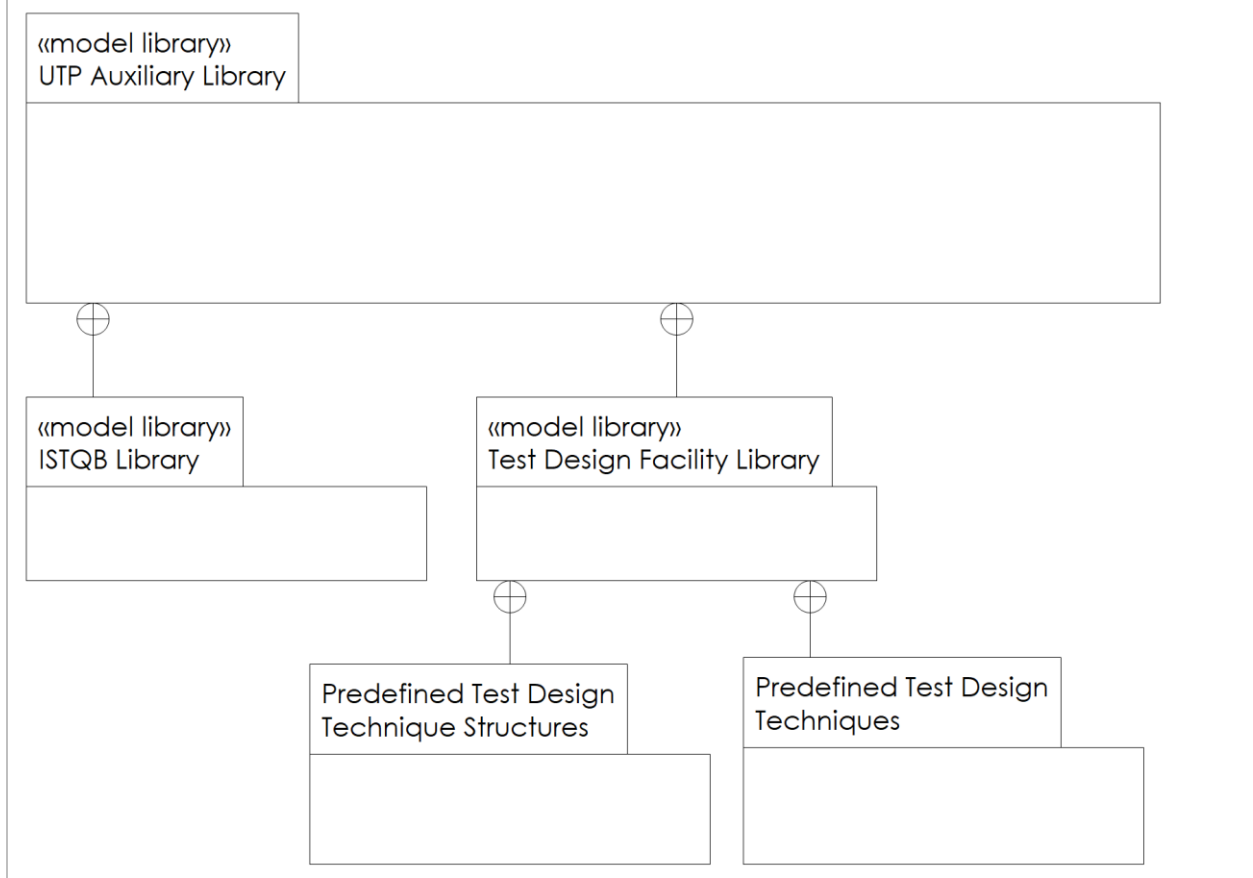 «model library»
UTP Auxiliary Library
«model library»
ISTQB Library
«model library»
Test Design Facility Library
Predefined Test Design
Technique Structures
Predefined Test Design
Techniques